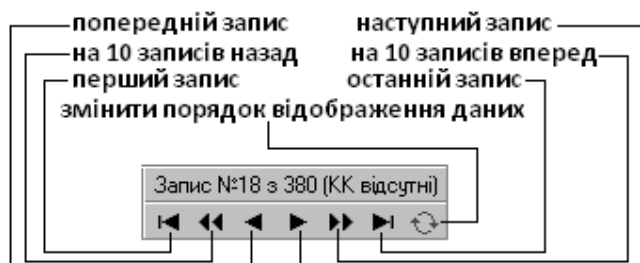 попередній запис наступний запис
на 10 записів назад на 10 записів вперед
перший запис останній запис
змінити порядок відображення даних
Запис №18 з 380 (КК відсутні)